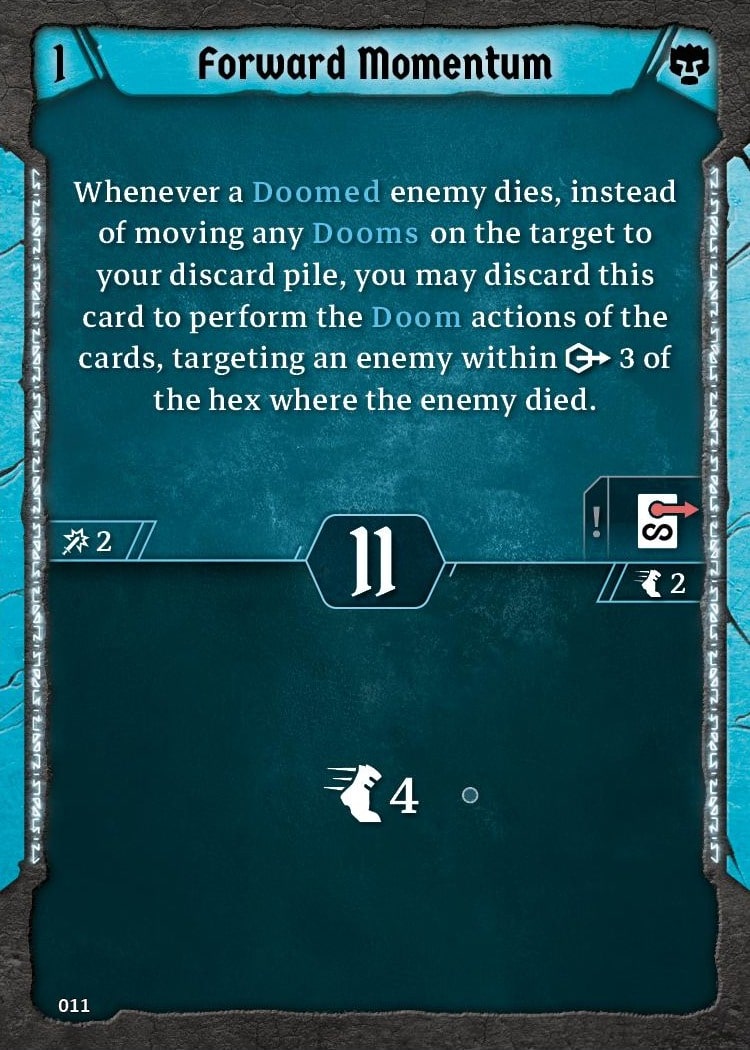 1
Forward Momentum
Whenever a Doomed enemy dies, instead
of moving any Dooms on the target to
your discard pile, you may discard this
card to perform the Doom actions of the
cards, targeting an enemy within 3 of
the hex where the enemy died.
2
11
!
2
4
011